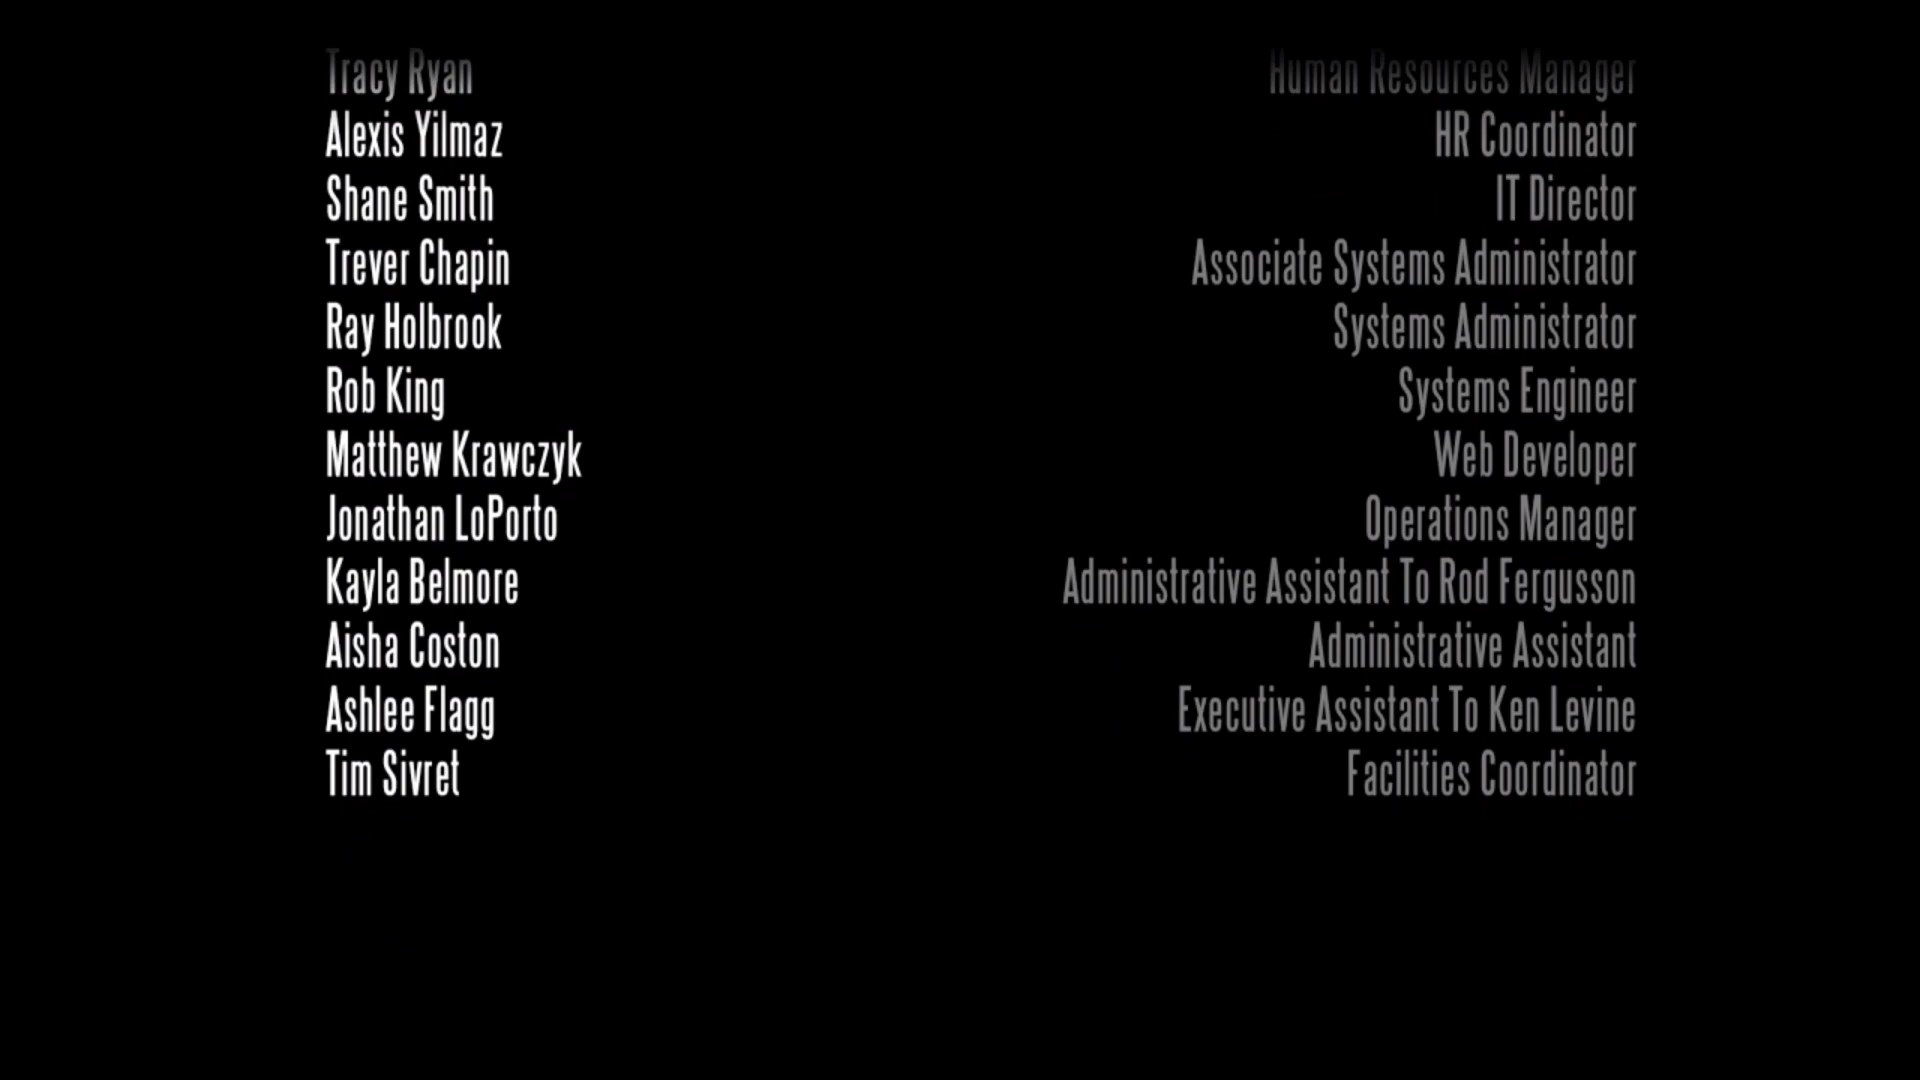 Tracy Ryan Human Resources Manager
Alexis Yilmaz HR Coordinator
Shane Smith IT Director
Trever Chapin Associate Systems Administrator
Ray Holbrook Systems Administrator
Rob King Systems Engineer
Matthew Krawczyk Web Developer
Jonathan LoPorto Operations Manager
Kayla Belmore Administrative Assistant To Rod Fergusson
Aisha Coston Administrative Assistant
Ashlee Flagg Executive Assistant To Ken Levine
Tim Sivret Facilities Coordinator